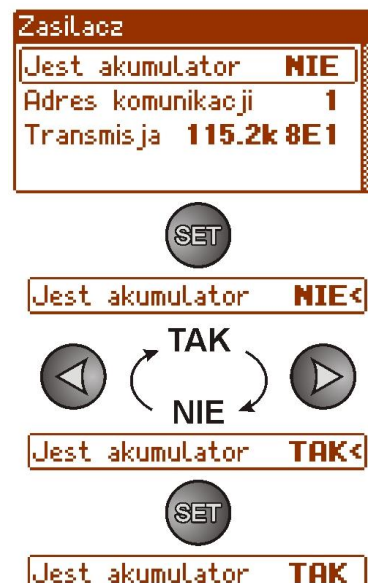 Zasilacz
Jest akumulator NIE
Adres komunikacji 1
Transmisja 115.2k 8E1
SET
Jest akumulator NIE<
TAK
NIE
Jest akumulator TAK<
SET
Jest akumulator TAK